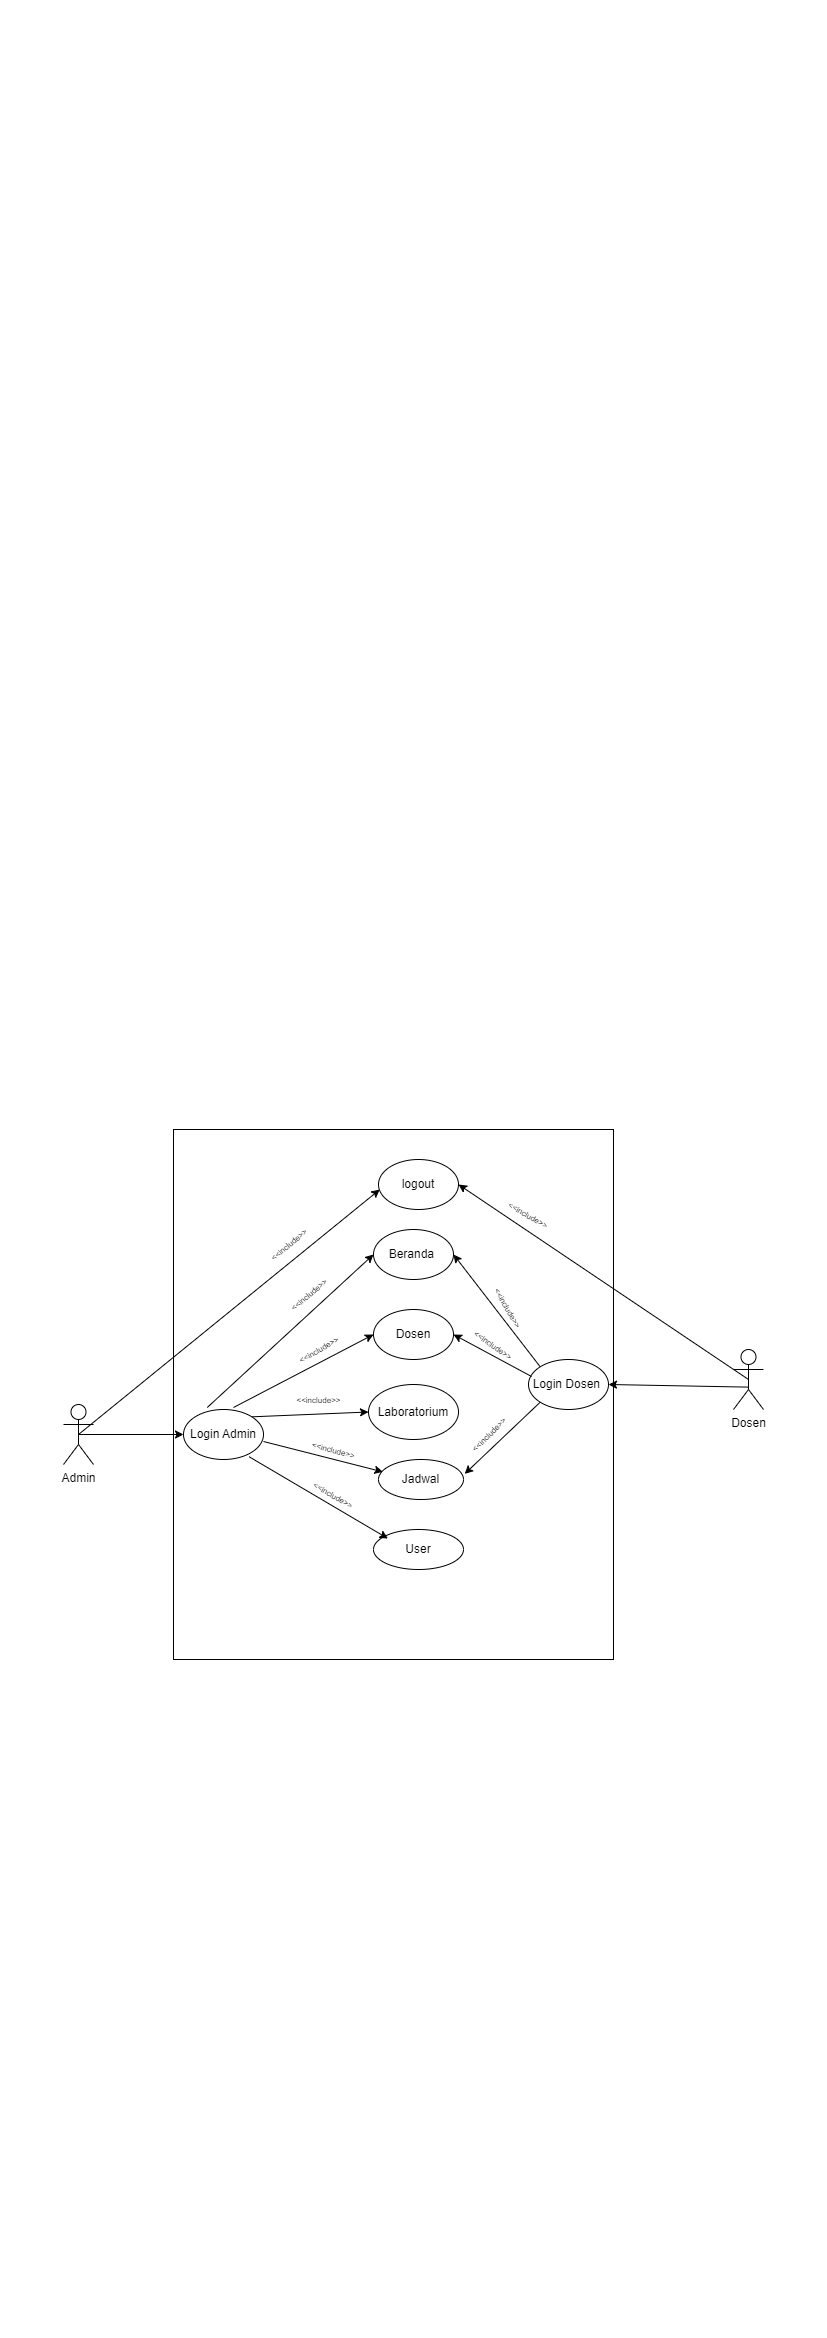 logout
<<include>>
<<include>>
Beranda
<<include>>
<<include>>
Dosen
<<include>>
<<include>>
Login Dosen
Dosen
<<include>>
Laboratorium
Login Admin
<<include>>
<<include>>
Admin
Jadwal
<<include>>
User